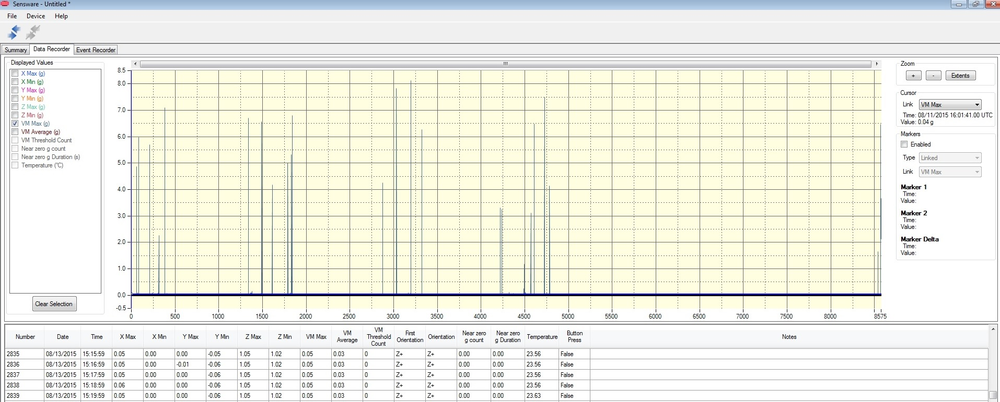 Sensware - Untitled *
File Device Help
Summary Data Recorder Event Recorder
Displayed Values
X Max (g)
X Min (g)
Y Max (g)
Y Min (g)
Z Max (g)
Z Min (g)
VM Max (g)
VM Average (g)
VM Threshold Count
Near zero g count
Near zero g Duration (s)
Temperature (°C)
Clear Selection
8.5
8.0
7.0
6.0
5.0
4.0
3.0
2.0
1.0
0.0
-0.5
0 500 1000 1500 2000 2500 3000 3500 4000 4500 5000 5500 6000 6500 7000 7500 8000 8575
Zoom
+ - Extents
Cursor
Link VM Max
Time: 08/11/2015 16:01:41.00 UTC
Value: 0.04 g
Markers
Enabled
Type Linked
Link VM Max
Marker 1
Time:
Value:
Marker 2
Time:
Value:
Marker Delta
Time:
Value:
Number Date Time X Max X Min Y Max Y Min Z Max Z Min VM Max VM Average VM Threshold Count First Orientation Orientation Near zero g count Near zero g Duration Temperature Button Press Notes
2835 08/13/2015 15:15:59 0.05 0.00 0.00 -0.05 1.05 1.02 0.05 0.03 0 Z+ Z+ 0.00 0.00 23.56 False
2836 08/13/2015 15:16:59 0.05 0.00 -0.01 -0.06 1.05 1.02 0.05 0.03 0 Z+ Z+ 0.00 0.00 23.56 False
2837 08/13/2015 15:17:59 0.05 0.00 0.00 -0.06 1.05 1.02 0.05 0.03 0 Z+ Z+ 0.00 0.00 23.56 False
2838 08/13/2015 15:18:59 0.06 0.00 0.00 -0.06 1.05 1.02 0.05 0.03 0 Z+ Z+ 0.00 0.00 23.56 False
2839 08/13/2015 15:19:59 0.05 0.00 0.00 -0.06 1.05 1.02 0.05 0.03 0 Z+ Z+ 0.00 0.00 23.63 False